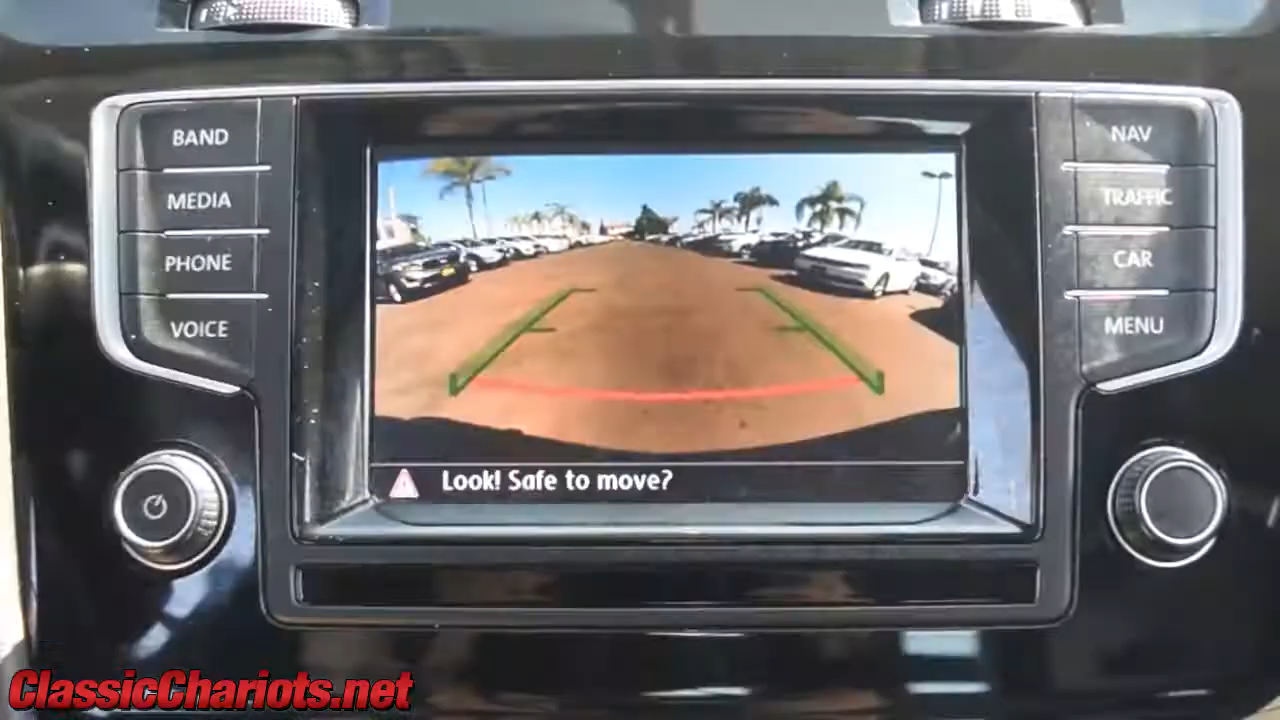 BAND
MEDIA
PHONE
VOICE
NAV
TRAFFIC
CAR
MENU
Look! Safe to move?
ClassicChariots.net